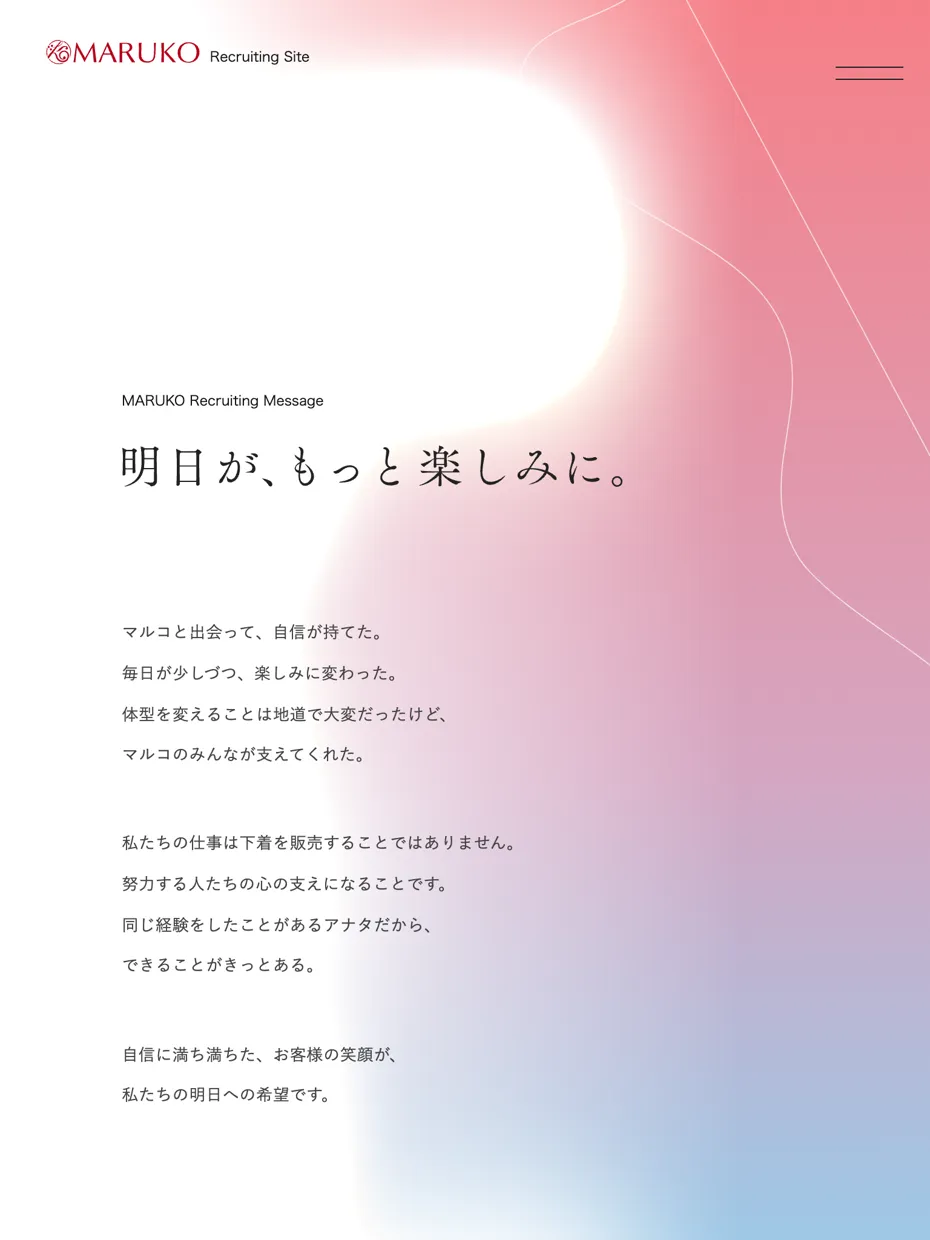 MARUKO Recruiting Site
MARUKO Recruiting Message
明日が、もっと楽しみに。
マルコと出会って、自信が持てた。
毎日が少しづつ、楽しみに変わった。
体型を変えることは地道で大変だったけど、
マルコのみんなが支えてくれた。
私たちの仕事は下着を販売することではありません。
努力する人たちの心の支えになることです。
同じ経験をしたことがあるアナタだから、
できることがきっとある。
自信に満ち満ちた、お客様の笑顔が、
私たちの明日への希望です。